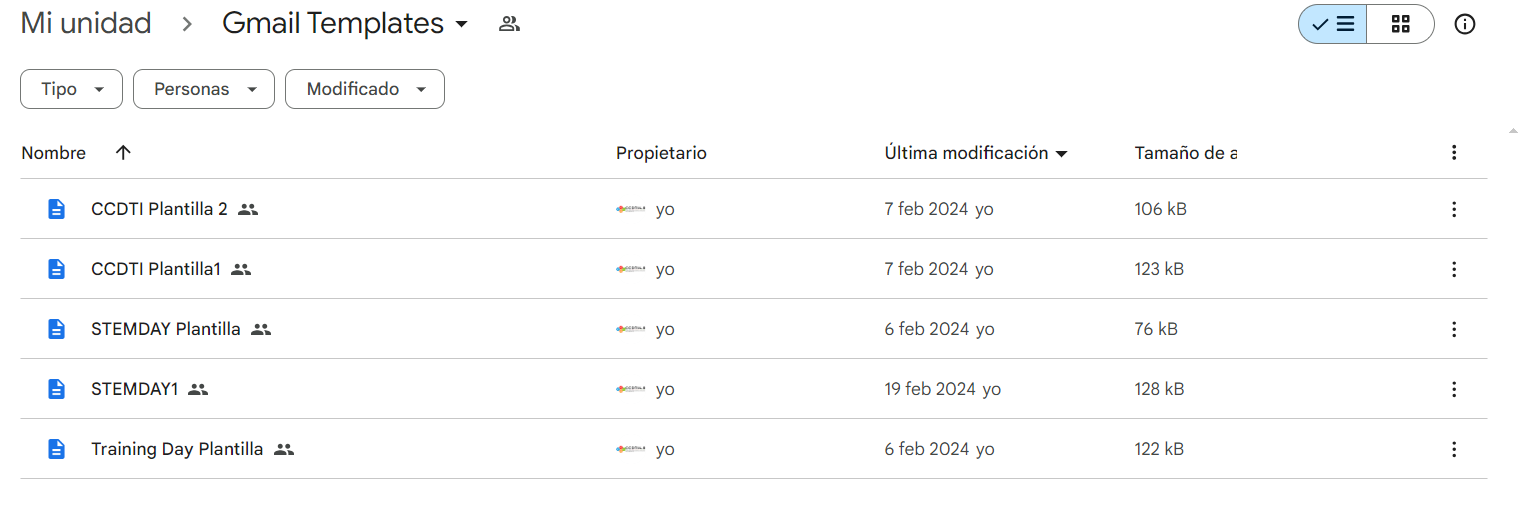 Mi unidad > Gmail Templates
Tipo Personas Modificado
Nombre Propietario Última modificación Tamaño de a
CCDTI Plantilla 2 yo 7 feb 2024 yo 106 kB
CCDTI Plantilla1 yo 7 feb 2024 yo 123 kB
STEMDAY Plantilla yo 6 feb 2024 yo 76 kB
STEMDAY1 yo 19 feb 2024 yo 128 kB
Training Day Plantilla yo 6 feb 2024 yo 122 kB